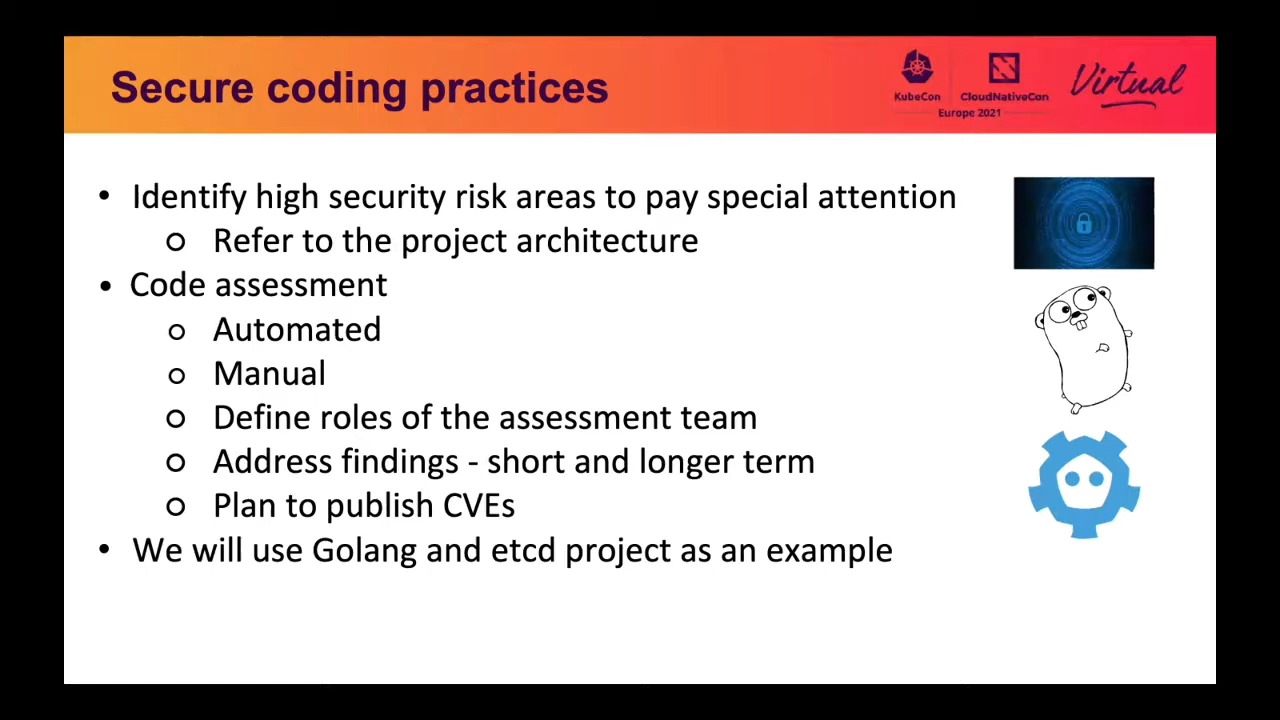 Secure coding practices
KubeCon
CloudNativeCon
Europe 2021
Virtual
• Identify high security risk areas to pay special attention
○ Refer to the project architecture
• Code assessment
○ Automated
○ Manual
○ Define roles of the assessment team
○ Address findings - short and longer term
○ Plan to publish CVEs
• We will use Golang and etcd project as an example